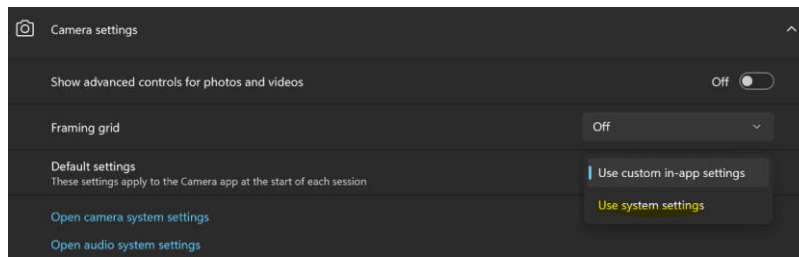 Camera settings
Show advanced controls for photos and videos
Off
Framing grid
Off
Default settings
These settings apply to the Camera app at the start of each session
Use custom in-app settings
Use system settings
Open camera system settings
Open audio system settings